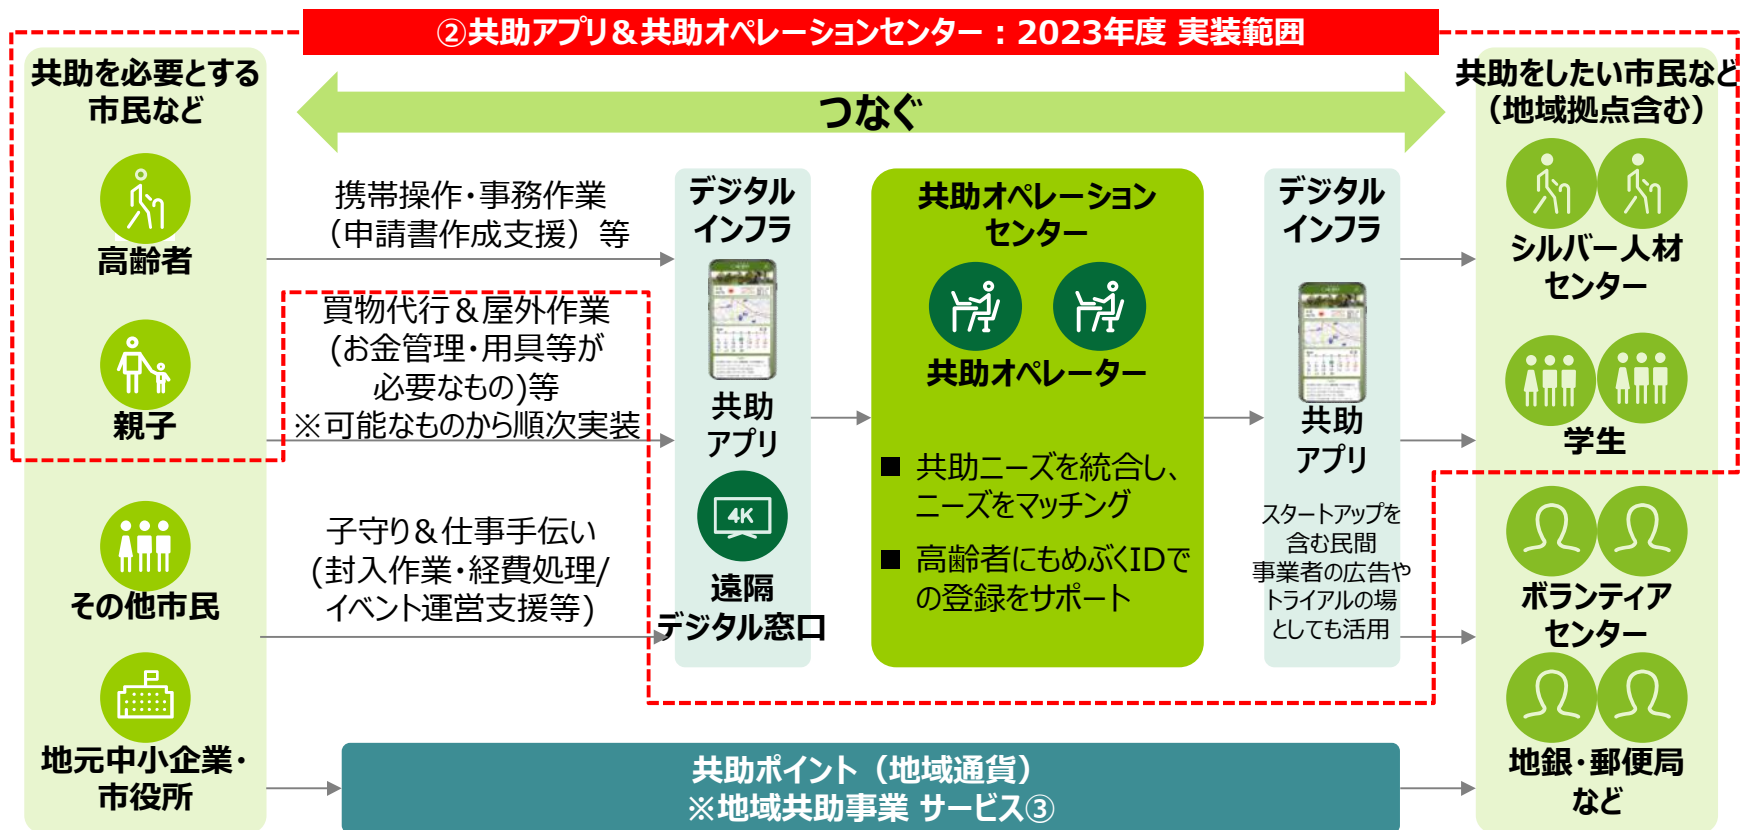 ②共助アプリ＆共助オペレーションセンター：2023年度 実装範囲
共助を必要とする
市民など
高齢者
親子
その他市民
地元中小企業・
市役所
つなぐ
携帯操作・事務作業
（申請書作成支援）等
買物代行＆屋外作業
(お金管理・用具等が
必要なもの)等
※可能なものから順次実装
子守り＆仕事手伝い
(封入作業・経費処理/
イベント運営支援等)
デジタル
インフラ
共助
アプリ
4K
遠隔
デジタル窓口
共助オペレーション
センター
共助オペレーター
■ 共助ニーズを統合し、
ニーズをマッチング
■ 高齢者にもめぶくIDで
の登録をサポート
デジタル
インフラ
共助
アプリ
スタートアップを
含む民間
事業者の広告や
トライアルの場
としても活用
共助をしたい市民など
（地域拠点含む）
シルバー人材
センター
学生
ボランティア
センター
地銀・郵便局
など
共助ポイント（地域通貨）
※地域共助事業 サービス③